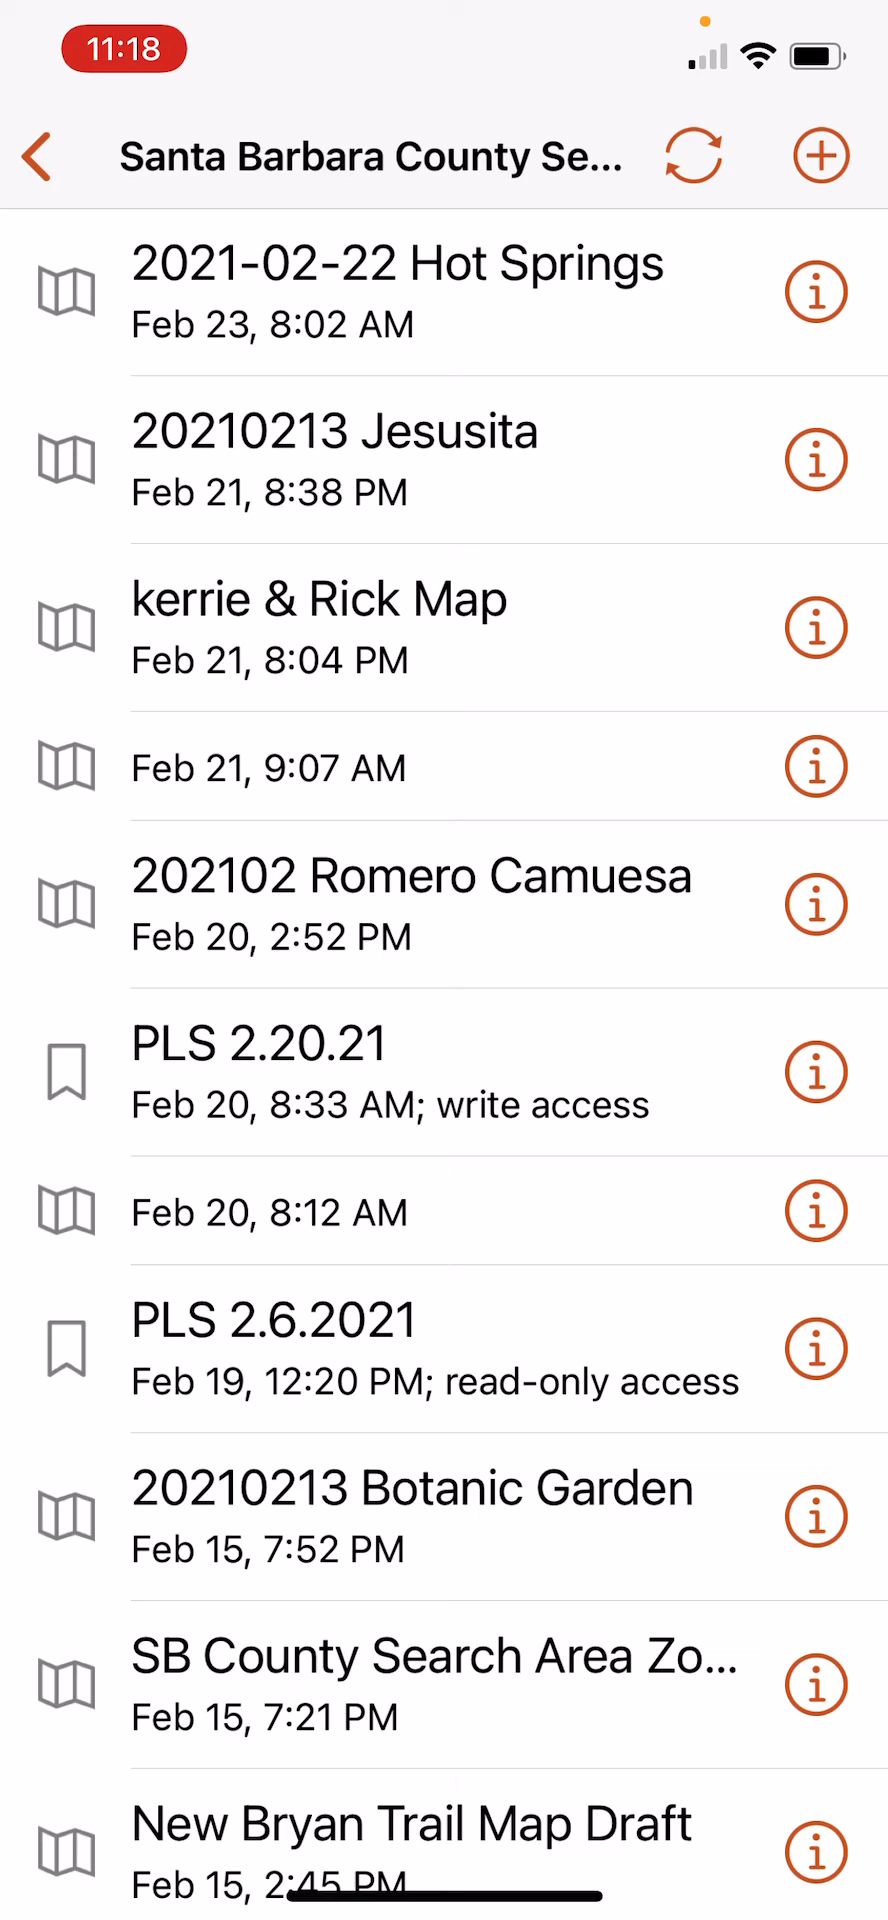 11:18
Santa Barbara County Se...
2021-02-22 Hot Springs
Feb 23, 8:02 AM
20210213 Jesusita
Feb 21, 8:38 PM
kerrie & Rick Map
Feb 21, 8:04 PM
Feb 21, 9:07 AM
202102 Romero Camuesa
Feb 20, 2:52 PM
PLS 2.20.21
Feb 20, 8:33 AM; write access
Feb 20, 8:12 AM
PLS 2.6.2021
Feb 19, 12:20 PM; read-only access
20210213 Botanic Garden
Feb 15, 7:52 PM
SB County Search Area Zo...
Feb 15, 7:21 PM
New Bryan Trail Map Draft
Feb 15, 2:45 PM